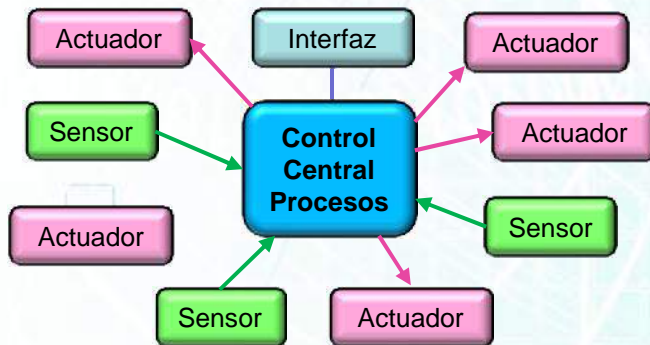 Actuador
Interfaz
Actuador
Sensor
Control
Central
Procesos
Actuador
Actuador
Sensor
Sensor
Actuador